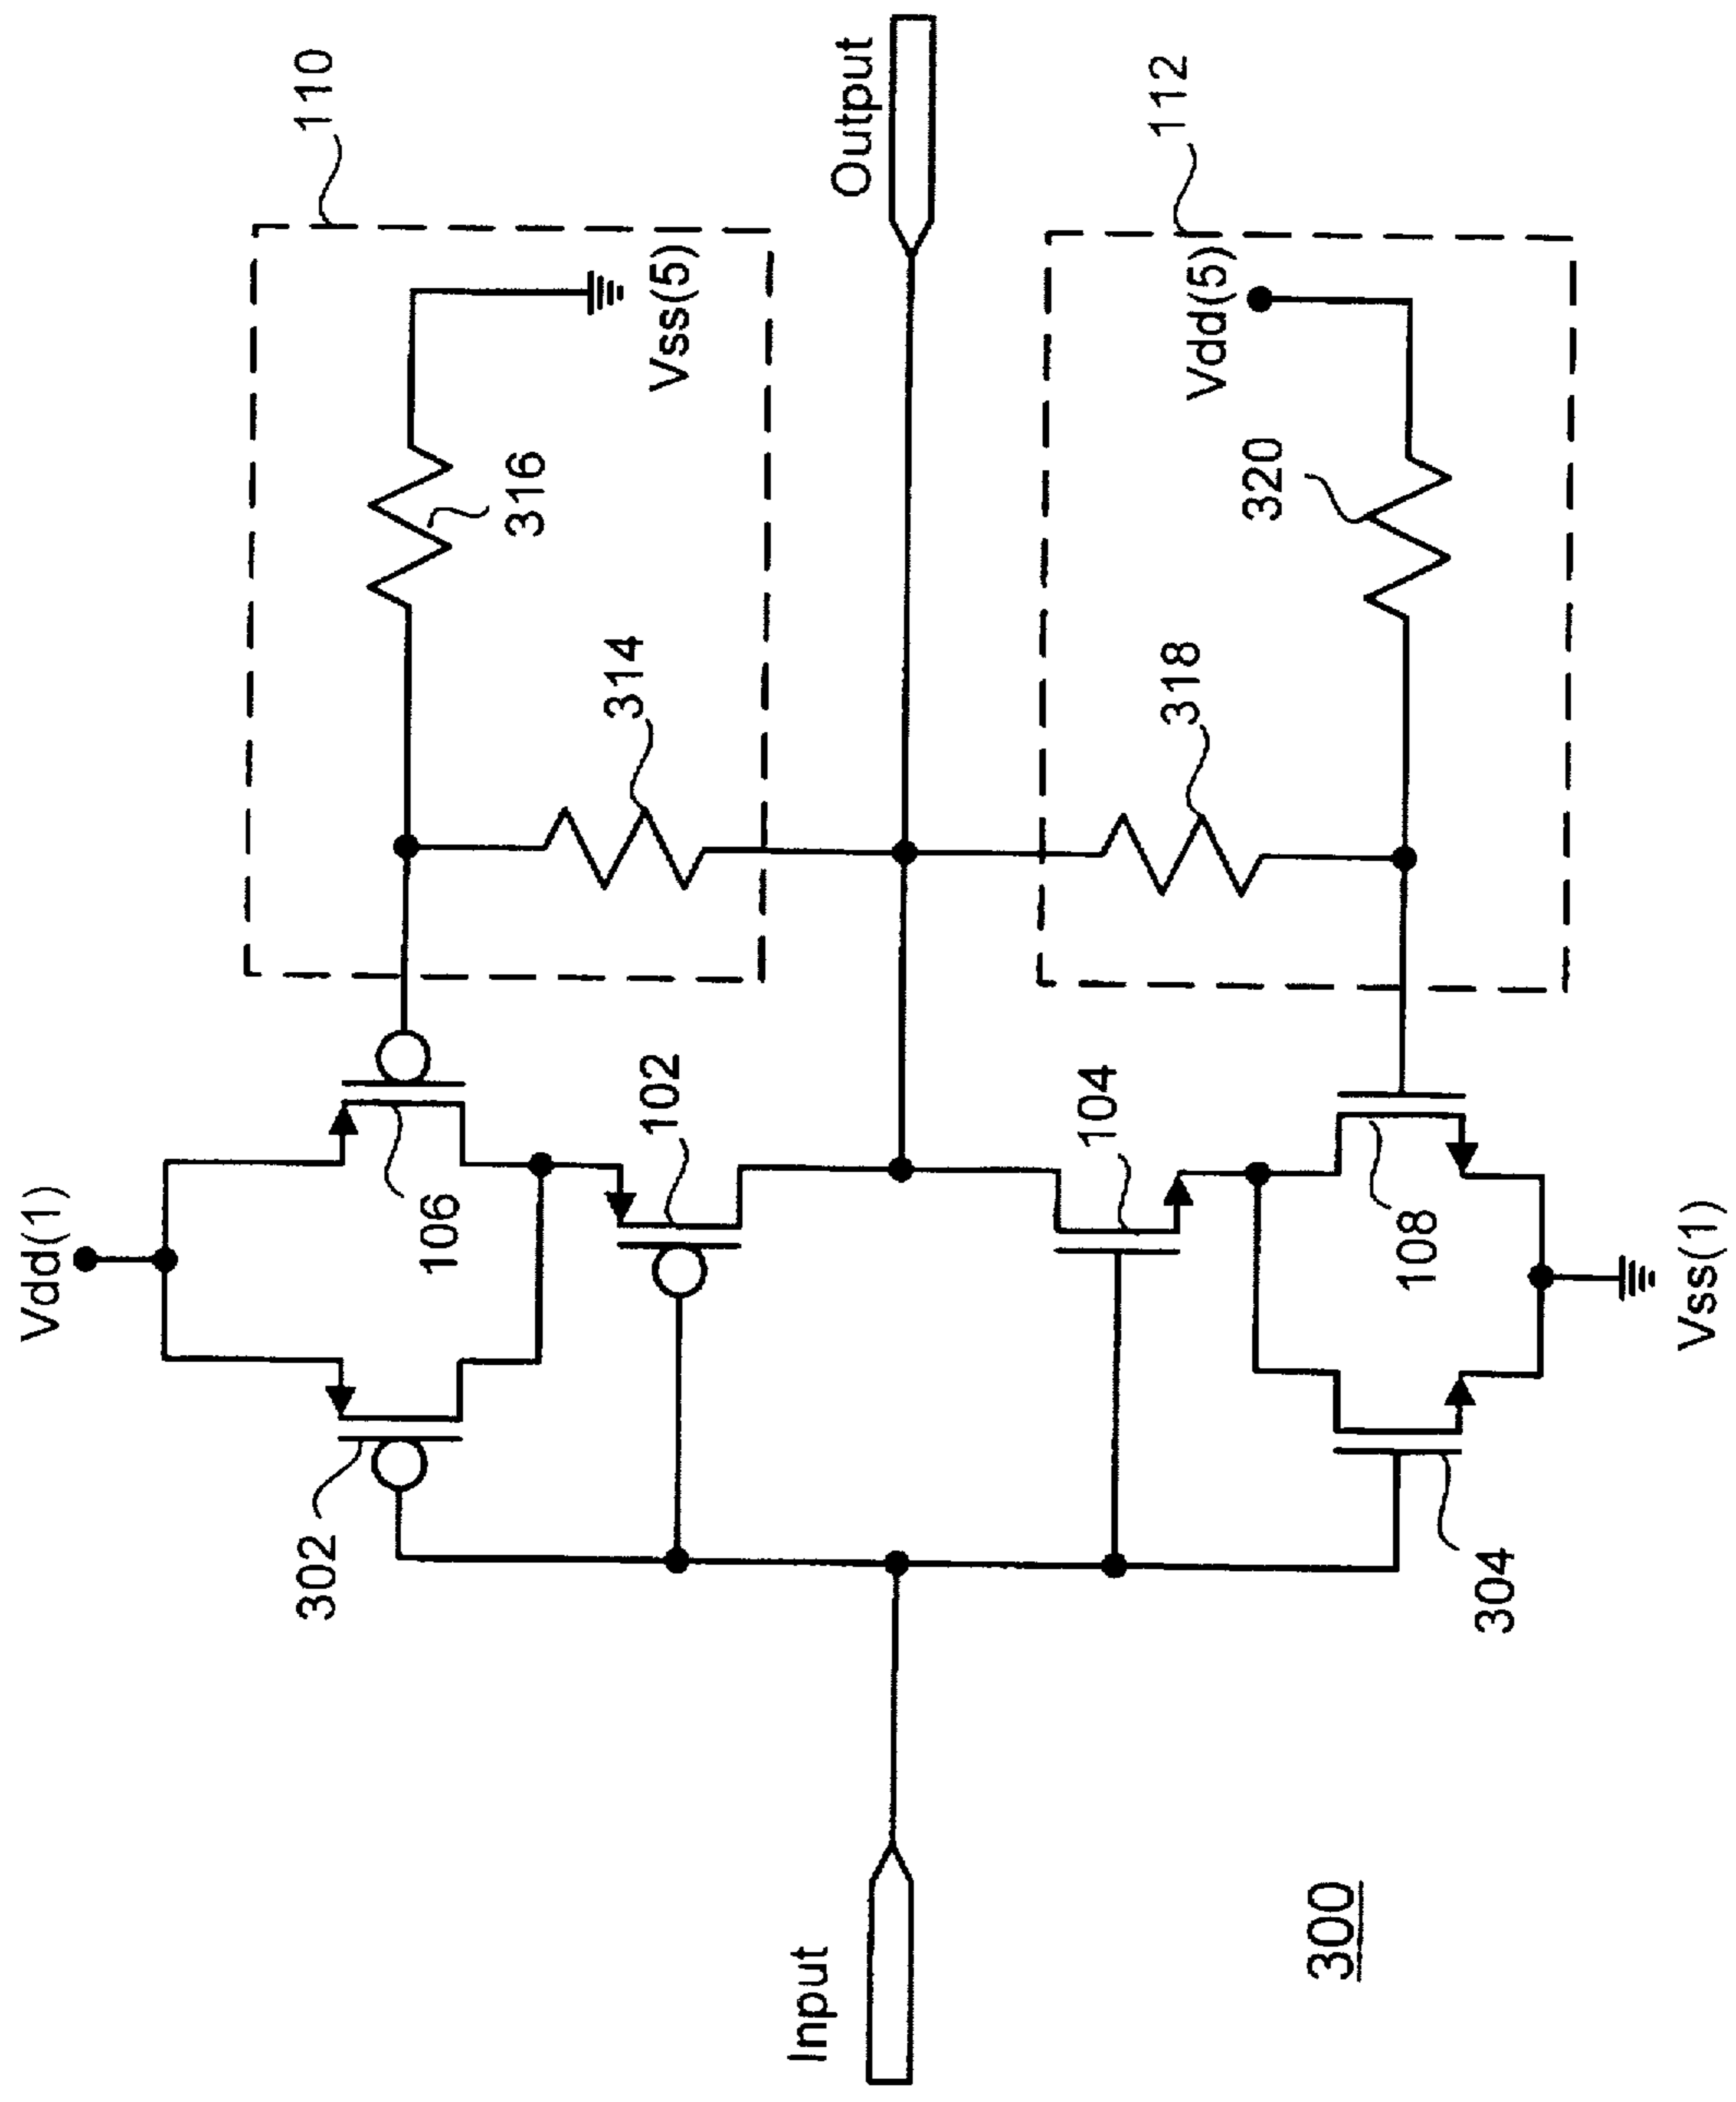 Vdd(1)
302
106
110
316
Vss(5)
314
102
Input
Output
104
318
112
Vdd(5)
320
304
108
Vss(1)
300